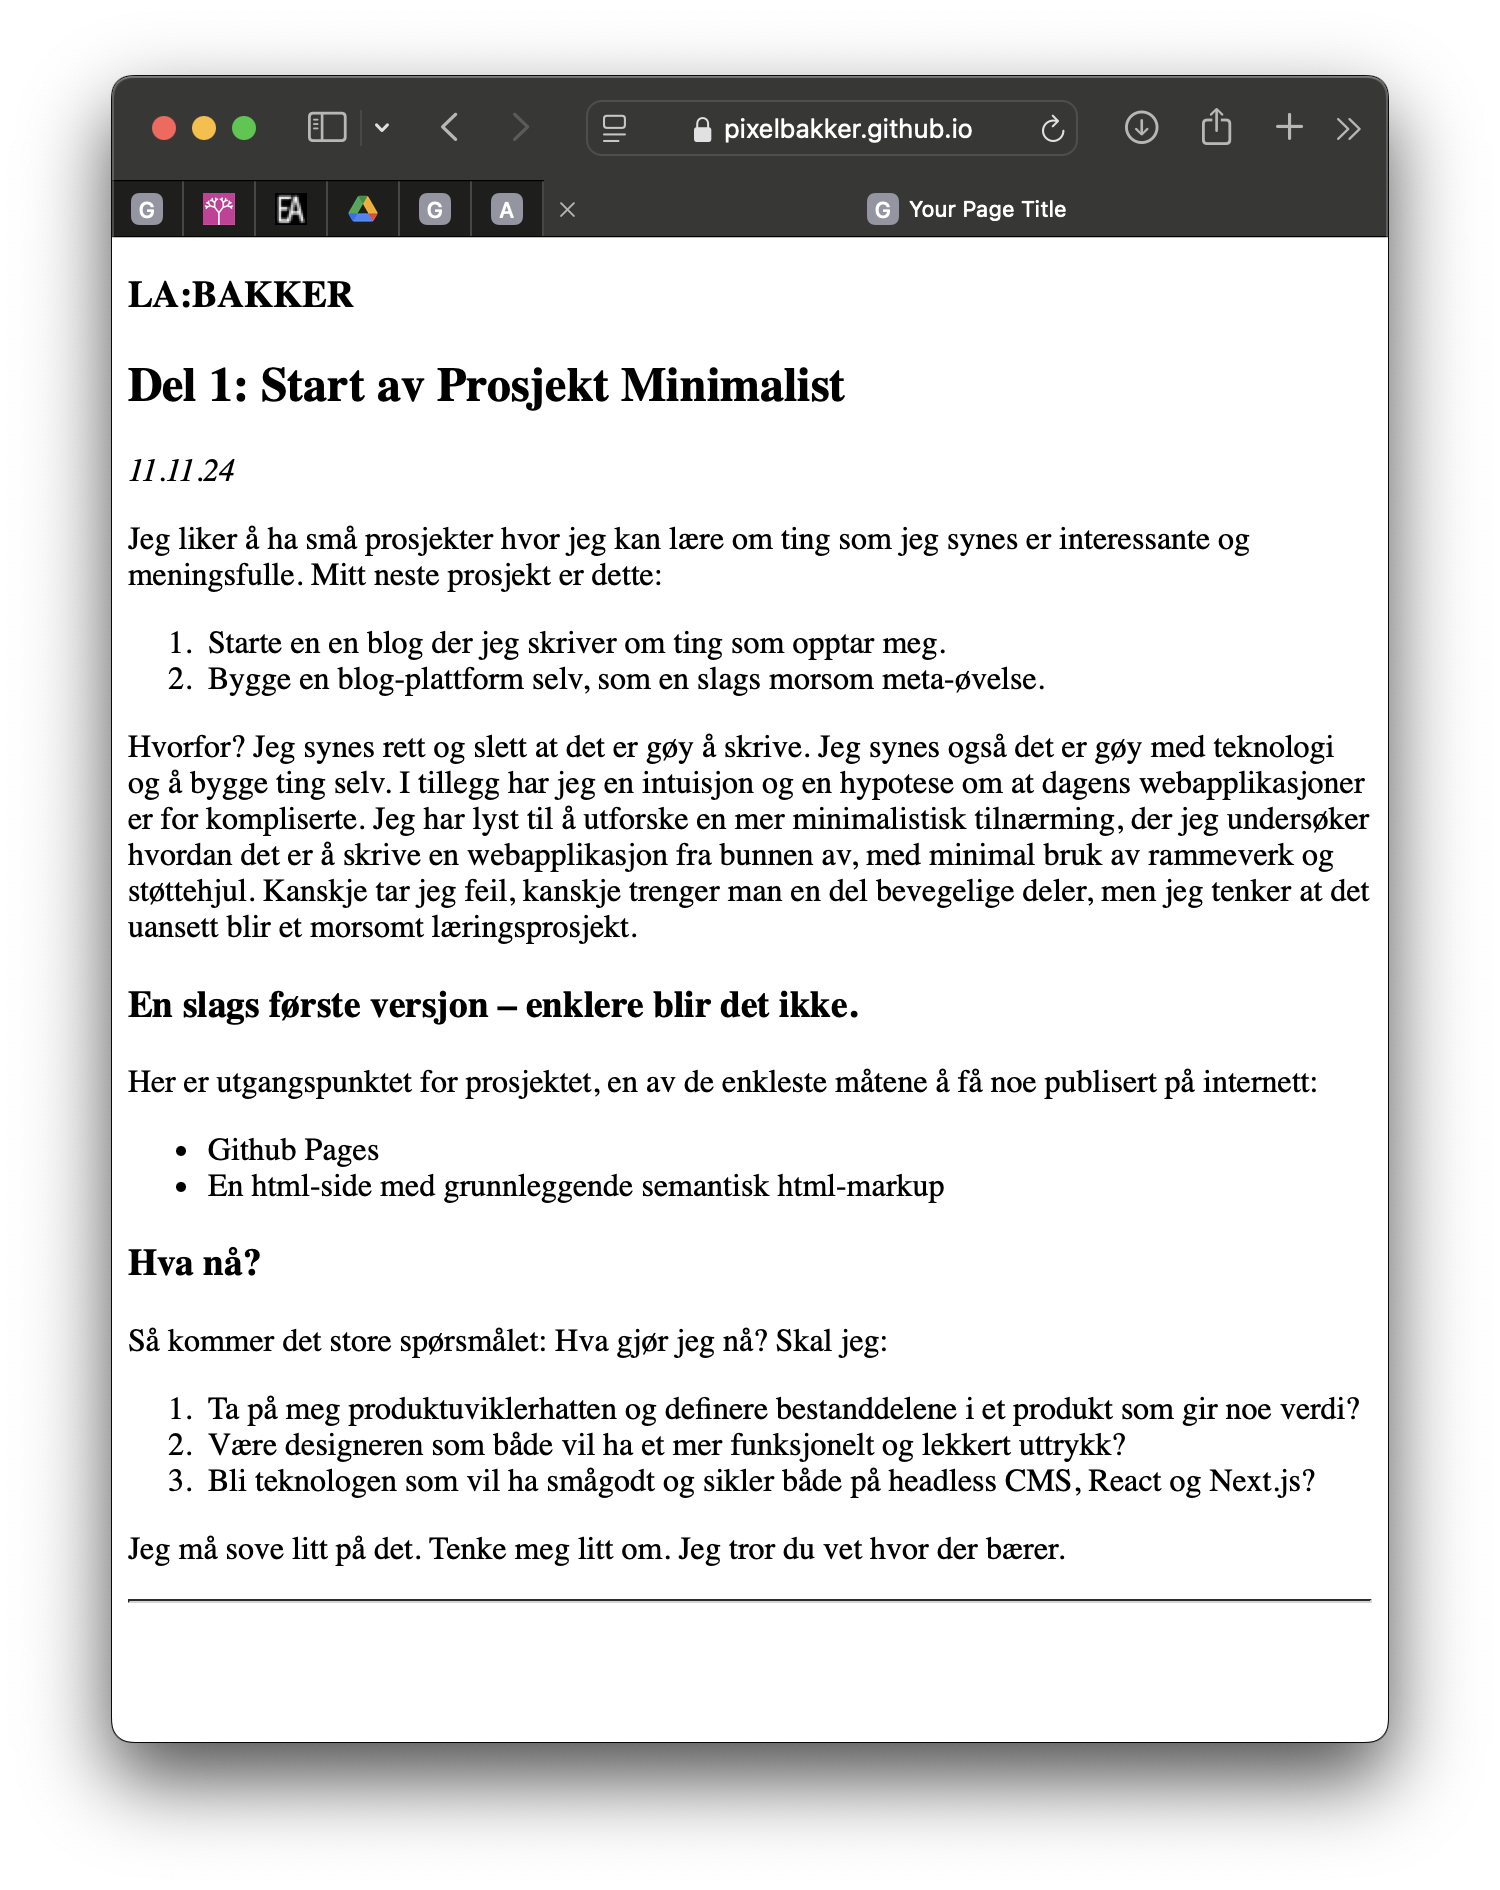 pixelbakker.github.io
G
EA
G
A
G Your Page Title
LA:BAKKER
Del 1: Start av Prosjekt Minimalist
11.11.24
Jeg liker å ha små prosjekter hvor jeg kan lære om ting som jeg synes er interessante og
meningsfulle. Mitt neste prosjekt er dette:
1. Starte en en blog der jeg skriver om ting som opptar meg.
2. Bygge en blog-plattform selv, som en slags morsom meta-øvelse.
Hvorfor? Jeg synes rett og slett at det er gøy å skrive. Jeg synes også det er gøy med teknologi
og å bygge ting selv. I tillegg har jeg en intuisjon og en hypotese om at dagens webapplikasjoner
er for kompliserte. Jeg har lyst til å utforske en mer minimalistisk tilnærming, der jeg undersøker
hvordan det er å skrive en webapplikasjon fra bunnen av, med minimal bruk av rammeverk og
støttehjul. Kanskje tar jeg feil, kanskje trenger man en del bevegelige deler, men jeg tenker at det
uansett blir et morsomt læringsprosjekt.
En slags første versjon – enklere blir det ikke.
Her er utgangspunktet for prosjektet, en av de enkleste måtene å få noe publisert på internett:
• Github Pages
• En html-side med grunnleggende semantisk html-markup
Hva nå?
Så kommer det store spørsmålet: Hva gjør jeg nå? Skal jeg:
1. Ta på meg produktuviklerhatten og definere bestanddelene i et produkt som gir noe verdi?
2. Være designeren som både vil ha et mer funksjonelt og lekkert uttrykk?
3. Bli teknologen som vil ha smågodt og sikler både på headless CMS, React og Next.js?
Jeg må sove litt på det. Tenke meg litt om. Jeg tror du vet hvor der bærer.